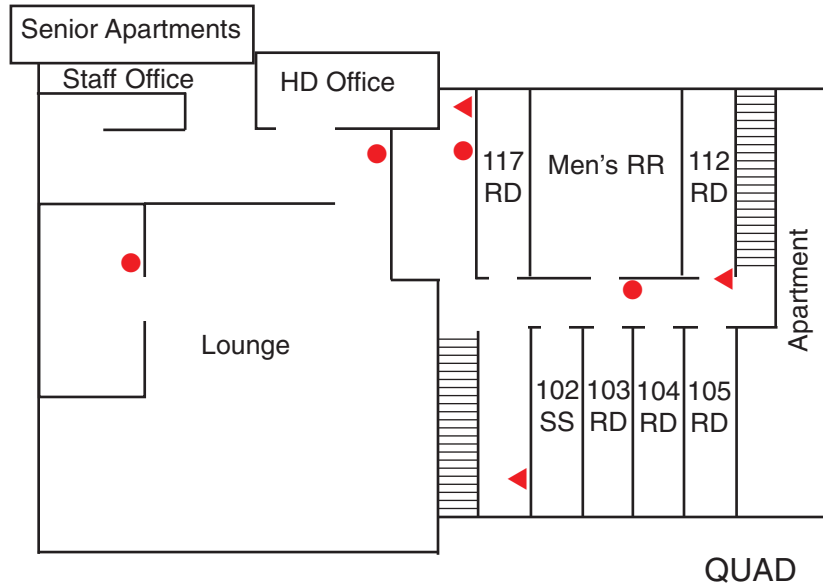 Senior Apartments
Staff Office
HD Office
117
RD
Men's RR
112
RD
Apartment
Lounge
102
SS
103
RD
104
RD
105
RD
QUAD